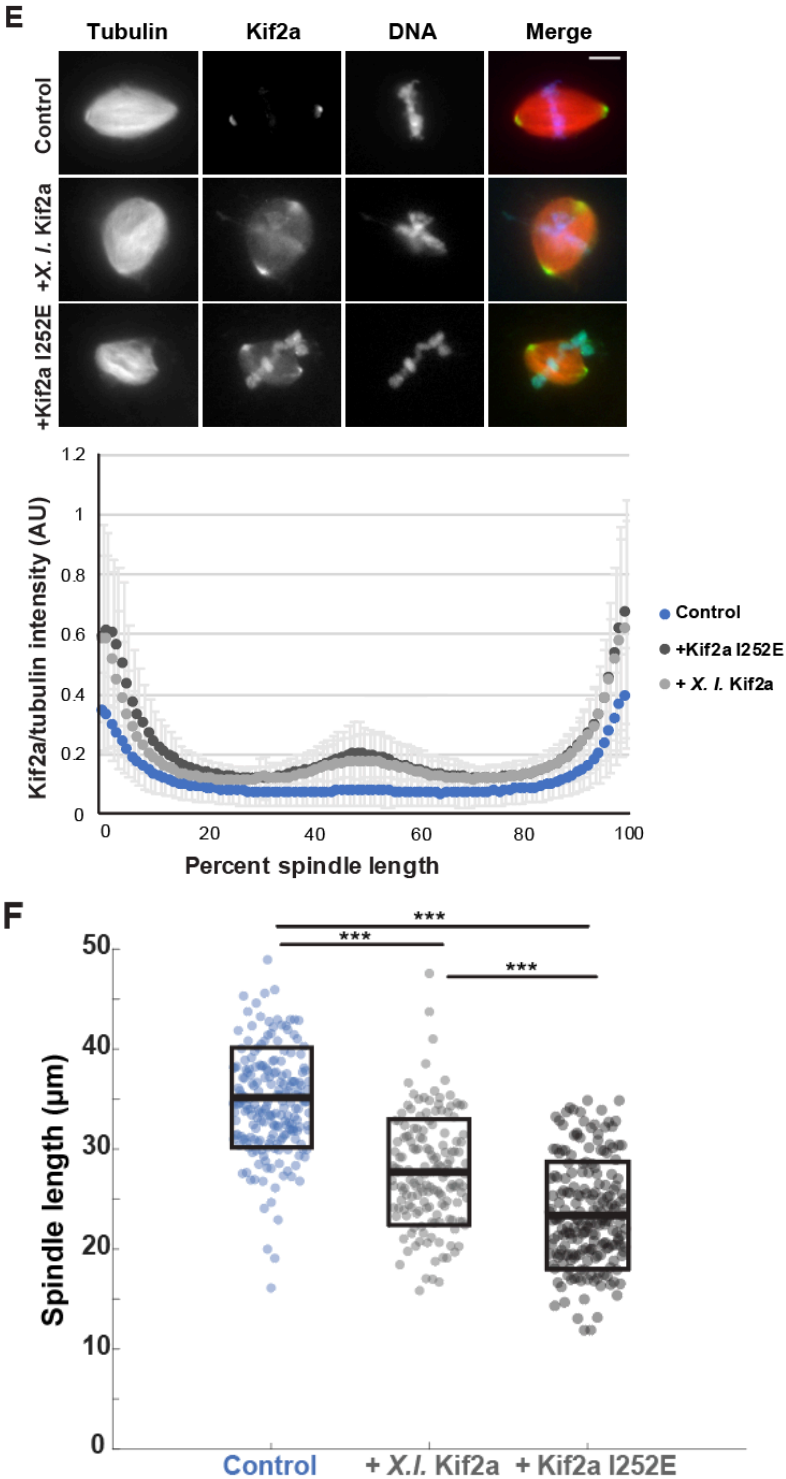 E
Tubulin Kif2a DNA Merge
Control
+X. l. Kif2a
+Kif2a I252E
Kif2a/tubulin intensity (AU)
1.2
1
0.8
0.6
0.4
0.2
0
0 20 40 60 80 100
Percent spindle length
Control
+Kif2a I252E
+ X. l. Kif2a
F
***
***
***
Spindle length (µm)
50
40
30
20
10
0
Control + X.l. Kif2a + Kif2a I252E